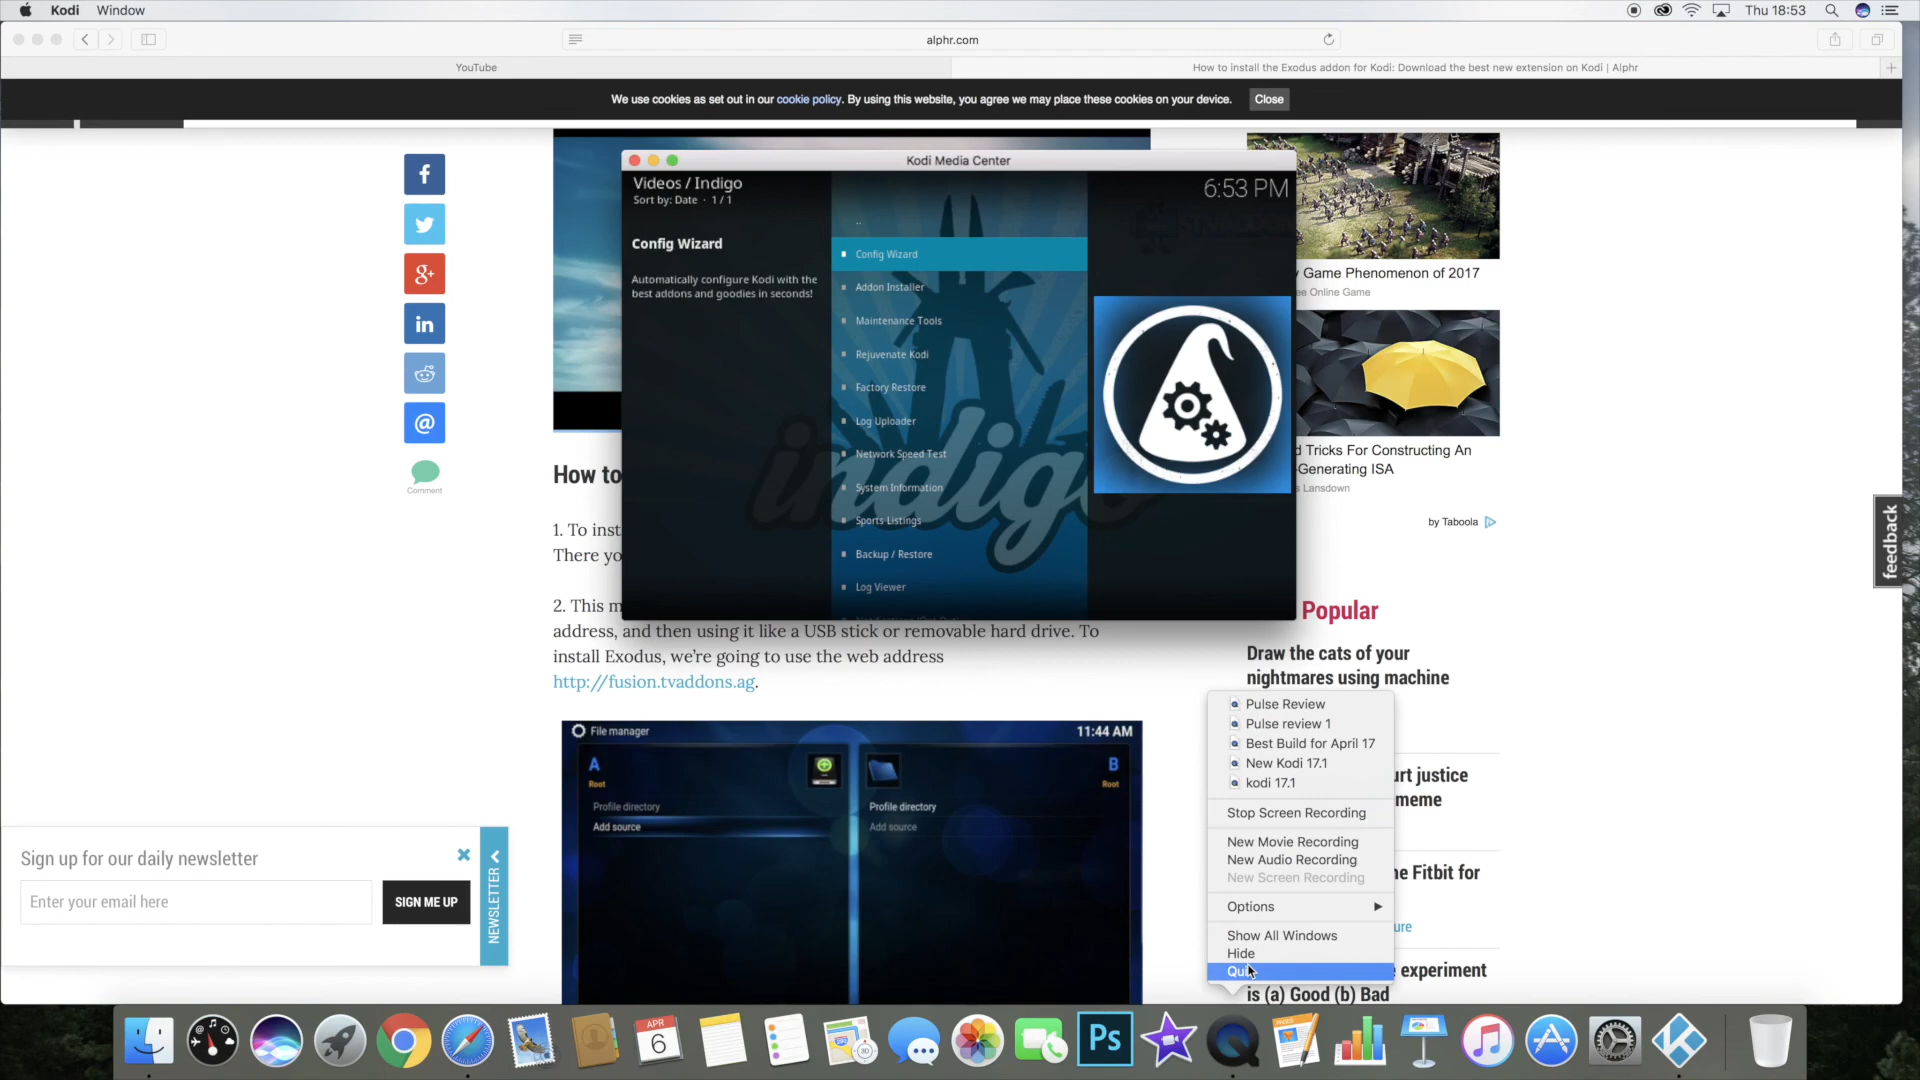 Kodi Window
Thu 18:53
alphr.com
YouTube
How to install the Exodus addon for Kodi: Download the best new extension on Kodi | Alphr
We use cookies as set out in our cookie policy. By using this website, you agree we may place these cookies on your device.
Close
Kodi Media Center
Videos / Indigo
Sort by: Date · 1 / 1
6:53 PM
Config Wizard
Automatically configure Kodi with the
best addons and goodies in seconds!
..
Config Wizard
Addon Installer
Maintenance Tools
Rejuvenate Kodi
Factory Restore
Log Uploader
Network Speed Test
System Information
Sports Listings
Backup / Restore
Log Viewer
indigo
f
g+
in
@
Comment
How to
1. To inst
There yo
2. This m
address, and then using it like a USB stick or removable hard drive. To
install Exodus, we're going to use the web address
http://fusion.tvaddons.ag.
File manager
11:44 AM
A
Root
B
Root
Profile directory
Add source
Profile directory
Add source
y Game Phenomenon of 2017
ee Online Game
d Tricks For Constructing An
-Generating ISA
s Lansdown
by Taboola
feedback
Popular
Draw the cats of your
nightmares using machine
urt justice
meme
ne Fitbit for
ure
experiment
is (a) Good (b) Bad
Pulse Review
Pulse review 1
Best Build for April 17
New Kodi 17.1
kodi 17.1
Stop Screen Recording
New Movie Recording
New Audio Recording
New Screen Recording
Options
Show All Windows
Hide
Quit
Sign up for our daily newsletter
Enter your email here
SIGN ME UP
NEWSLETTER
APR
6
Ps